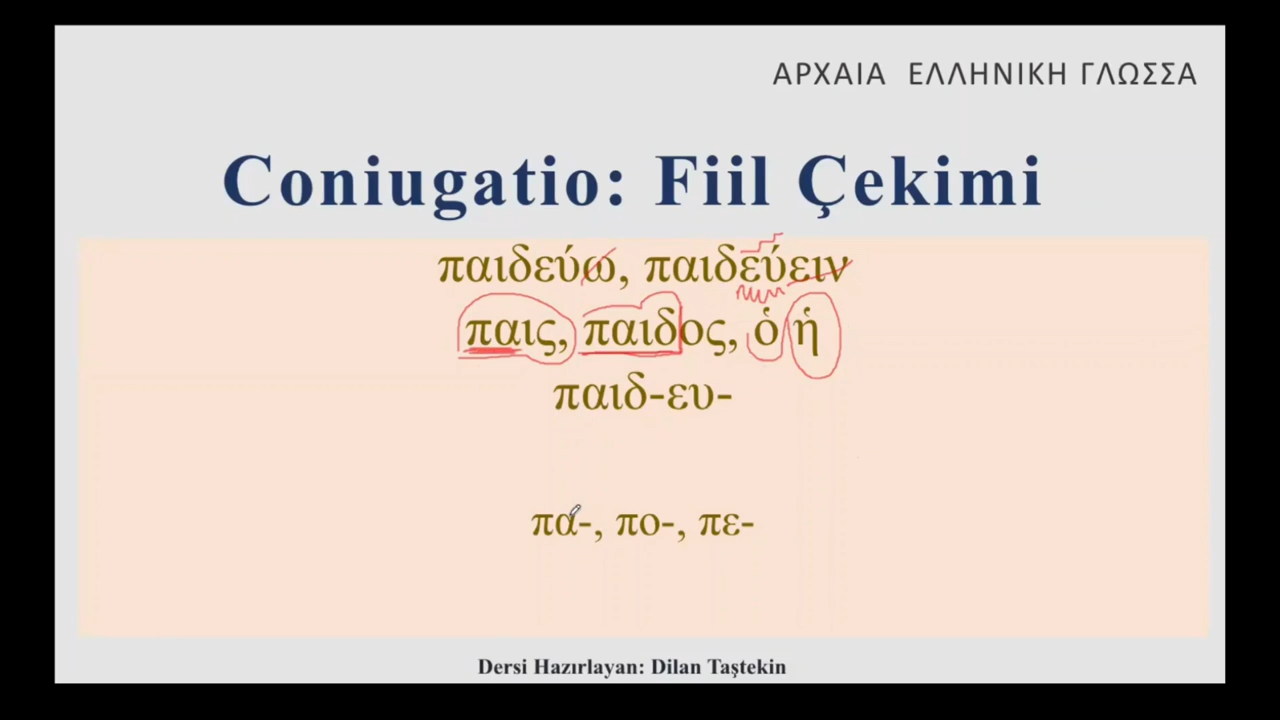 ΑΡΧΑΙΑ ΕΛΛΗΝΙΚΗ ΓΛΩΣΣΑ
Coniugatio: Fiil Çekimi
παιδεύω, παιδεύειν
παις, παιδος, ὁ ἡ
παιδ-ευ-
πα-, πο-, πε-
Dersi Hazırlayan: Dilan Taştekin